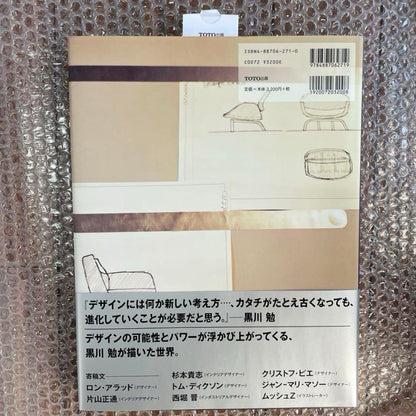 TOTO出版
ISBN4-88706-271-0
C0072 ¥3200E
TOTO出版
定価=本体3,200円+税
9784887062719
1920072032008
『デザインには何か新しい考え方……、カタチがたとえ古くなっても、
進化していくことが必要だと思う。』──黒川 勉
デザインの可能性とパワーが浮かび上がってくる、
黒川 勉が描いた世界。
寄稿文── 杉本貴志(インテリアデザイナー) クリストフ・ピエ(デザイナー)
ロン・アラッド(デザイナー) トム・ディクソン(デザイナー) ジャン=マリ・マソー(デザイナー)
片山正通(インテリアデザイナー) 西堀 晋(インダストリアルデザイナー) ムッシュZ(イラストレーター)